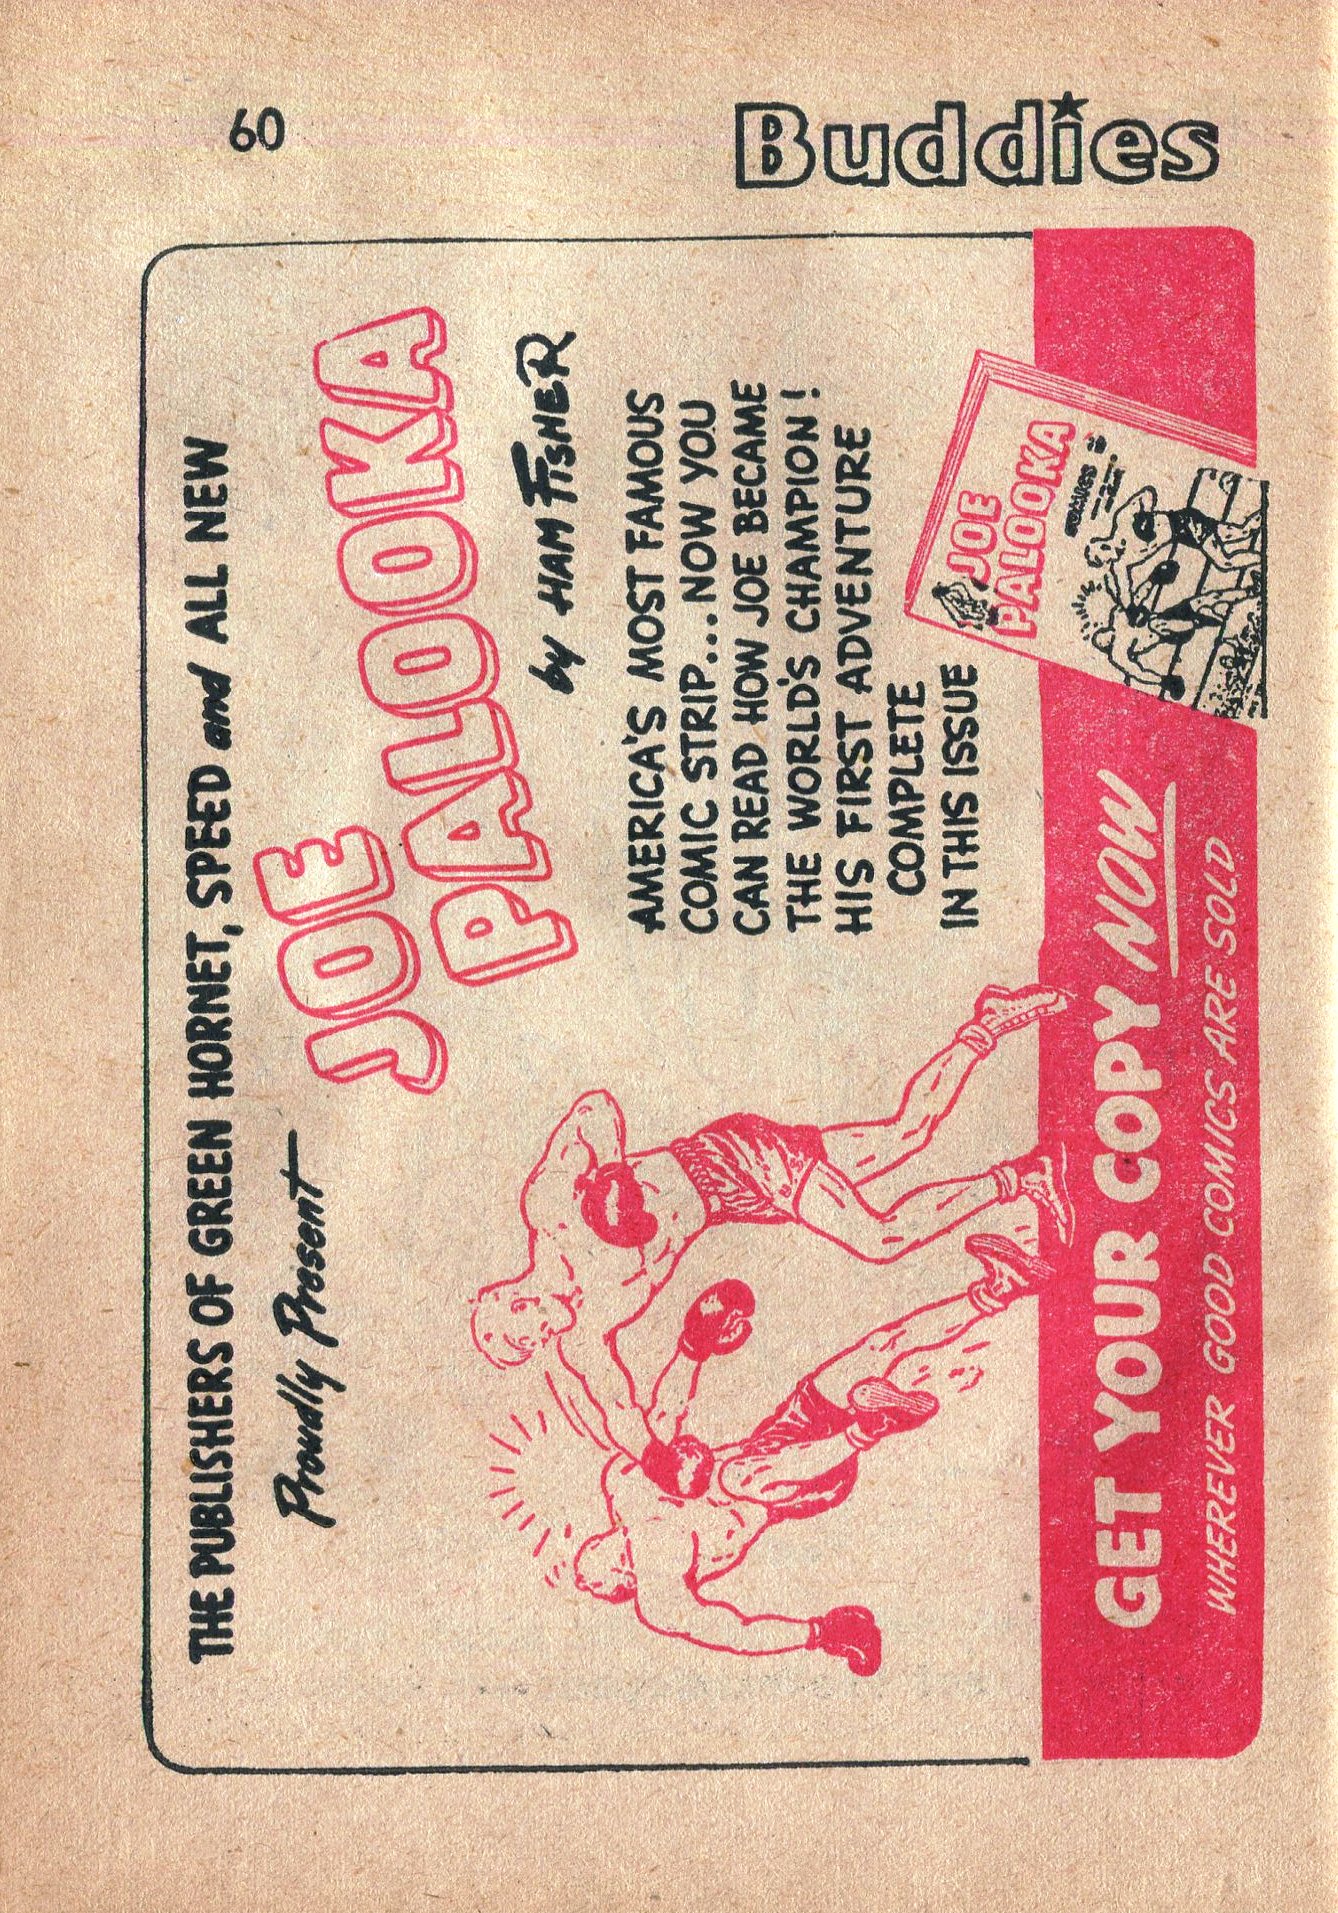 60
Buddies
THE PUBLISHERS OF GREEN HORNET, SPEED and ALL NEW
Proudly Present
JOE
PALOOKA
by HAM FISHER
AMERICA'S MOST FAMOUS
COMIC STRIP...NOW YOU
CAN READ HOW JOE BECAME
THE WORLD'S CHAMPION!
HIS FIRST ADVENTURE
COMPLETE
IN THIS ISSUE
JOE
PALOOKA
GET YOUR COPY NOW
WHEREVER GOOD COMICS ARE SOLD